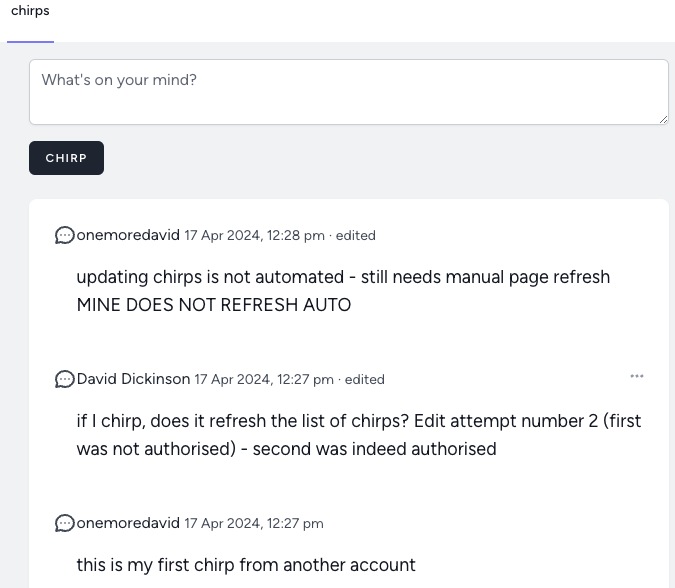 chirps
What's on your mind?
CHIRP
onemoredavid 17 Apr 2024, 12:28 pm · edited
updating chirps is not automated - still needs manual page refresh
MINE DOES NOT REFRESH AUTO
David Dickinson 17 Apr 2024, 12:27 pm · edited
if I chirp, does it refresh the list of chirps? Edit attempt number 2 (first
was not authorised) - second was indeed authorised
onemoredavid 17 Apr 2024, 12:27 pm
this is my first chirp from another account